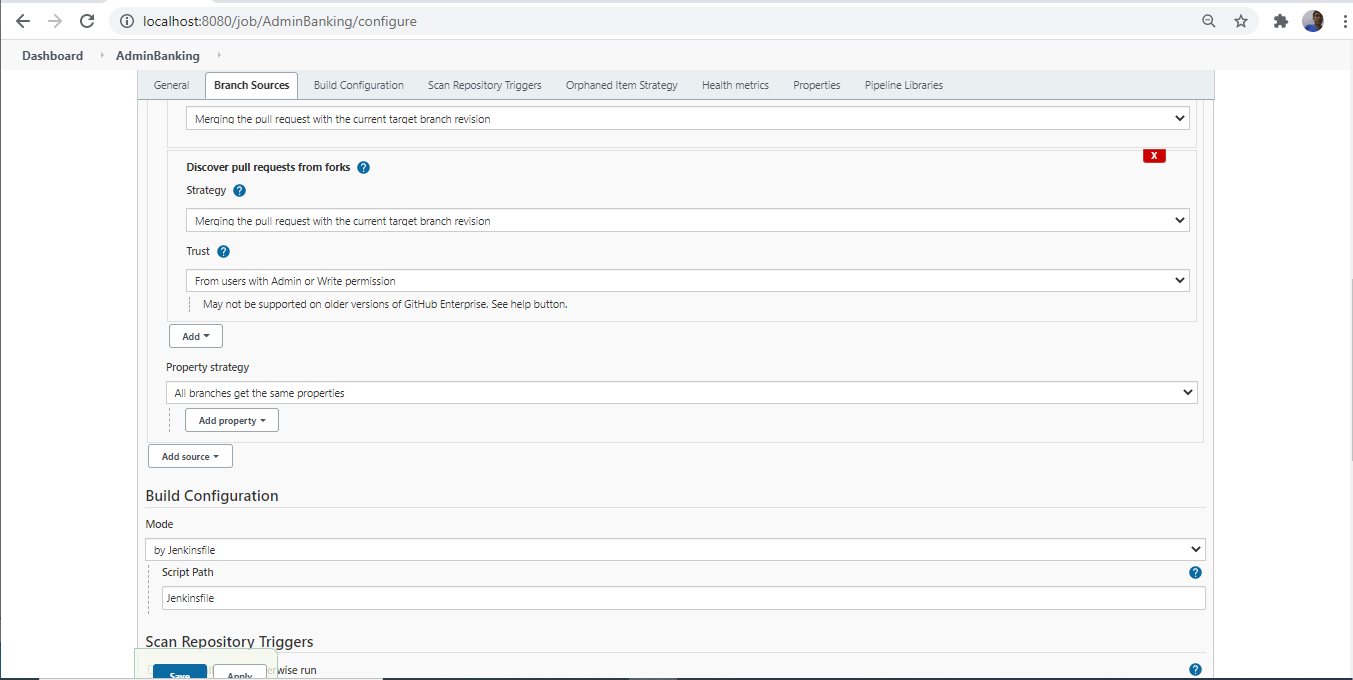 localhost:8080/job/AdminBanking/configure
Dashboard AdminBanking
General Branch Sources Build Configuration Scan Repository Triggers Orphaned Item Strategy Health metrics Properties Pipeline Libraries
Merging the pull request with the current target branch revision
X
Discover pull requests from forks ?
Strategy ?
Merging the pull request with the current target branch revision
Trust ?
From users with Admin or Write permission
May not be supported on older versions of GitHub Enterprise. See help button.
Add
Property strategy
All branches get the same properties
Add property
Add source
Build Configuration
Mode
by Jenkinsfile
Script Path ?
Jenkinsfile
Scan Repository Triggers
erwise run ?
Save Apply